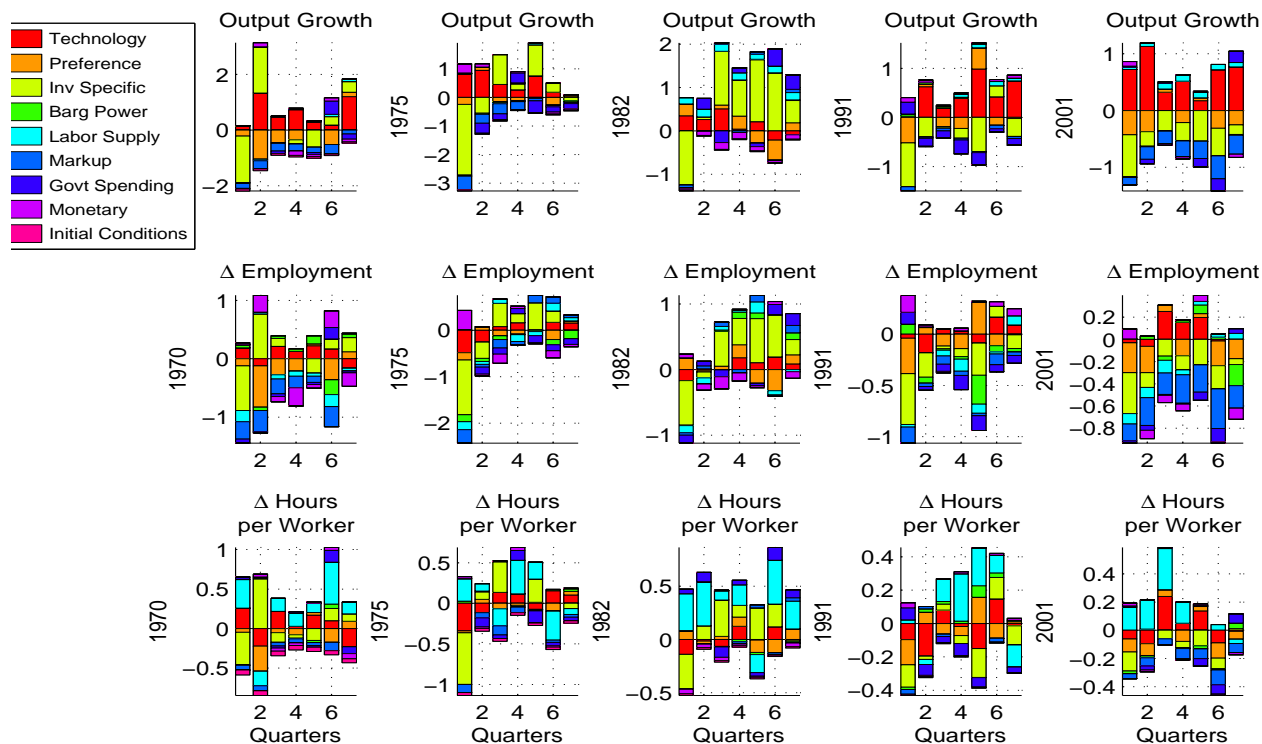 Technology
Preference
Inv Specific
Barg Power
Labor Supply
Markup
Govt Spending
Monetary
Initial Conditions
Output Growth
2
0
−2
2 4 6
1975
Output Growth
1
0
−1
−2
−3
2 4 6
1982
Output Growth
2
1
0
−1
2 4 6
1991
Output Growth
1
0
−1
2 4 6
2001
Output Growth
1
0
−1
2 4 6
1970
Δ Employment
1
0
−1
2 4 6
1975
Δ Employment
0
−1
−2
2 4 6
1982
Δ Employment
1
0
−1
2 4 6
1991
Δ Employment
0
−0.5
−1
2 4 6
2001
Δ Employment
0.2
0
−0.2
−0.4
−0.6
−0.8
2 4 6
1970
Δ Hours
per Worker
1
0.5
0
−0.5
2 4 6
Quarters
1975
Δ Hours
per Worker
0.5
0
−0.5
−1
2 4 6
Quarters
1982
Δ Hours
per Worker
0.5
0
−0.5
2 4 6
Quarters
1991
Δ Hours
per Worker
0.4
0.2
0
−0.2
−0.4
2 4 6
Quarters
2001
Δ Hours
per Worker
0.4
0.2
0
−0.2
−0.4
2 4 6
Quarters